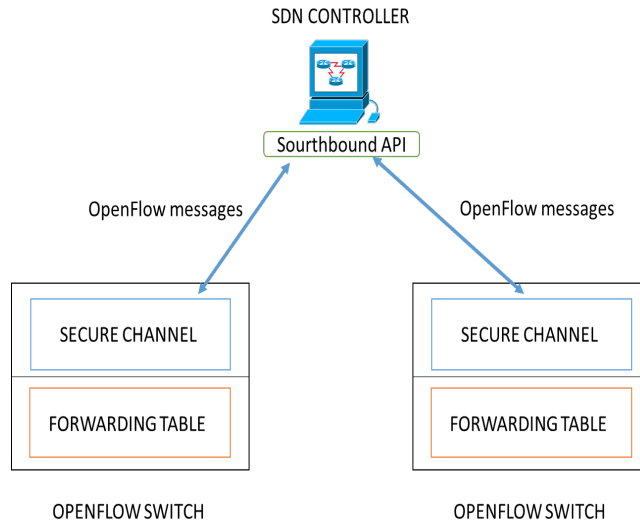 SDN CONTROLLER
Sourthbound API
OpenFlow messages
OpenFlow messages
SECURE CHANNEL
SECURE CHANNEL
FORWARDING TABLE
FORWARDING TABLE
OPENFLOW SWITCH
OPENFLOW SWITCH